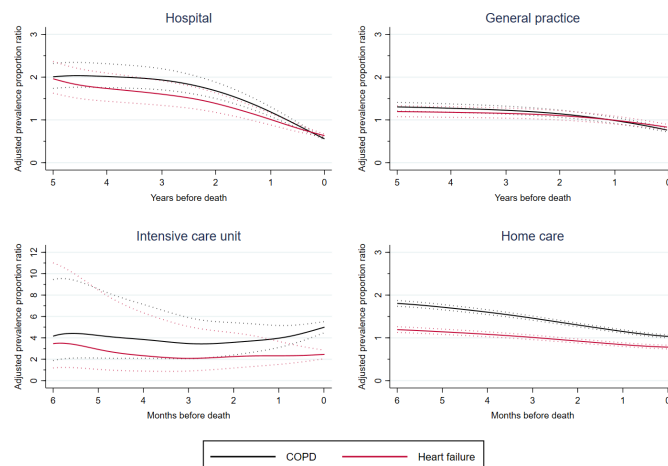 Hospital
Adjusted prevalence proportion ratio
3
2
1
0
5 4 3 2 1 0
Years before death
General practice
Adjusted prevalence proportion ratio
3
2
1
0
5 4 3 2 1 0
Years before death
Intensive care unit
Adjusted prevalence proportion ratio
12
10
8
6
4
2
0
6 5 4 3 2 1 0
Months before death
Home care
Adjusted prevalence proportion ratio
3
2
1
0
6 5 4 3 2 1 0
Months before death
COPD Heart failure